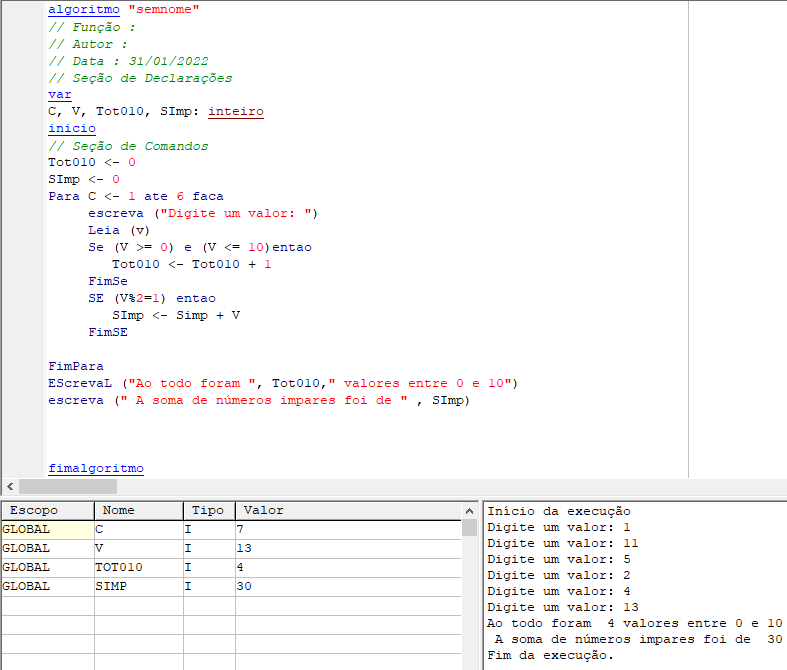 algoritmo "semnome"
// Função :
// Autor :
// Data : 31/01/2022
// Seção de Declarações
var
C, V, Tot010, SImp: inteiro
inicio
// Seção de Comandos
Tot010 <- 0
SImp <- 0
Para C <- 1 ate 6 faca
escreva ("Digite um valor: ")
Leia (v)
Se (V >= 0) e (V <= 10)entao
Tot010 <- Tot010 + 1
FimSe
SE (V%2=1) entao
SImp <- Simp + V
FimSE
FimPara
EScrevaL ("Ao todo foram ", Tot010," valores entre 0 e 10")
escreva (" A soma de números impares foi de " , SImp)
fimalgoritmo
Escopo Nome Tipo Valor
GLOBAL C I 7
GLOBAL V I 13
GLOBAL TOT010 I 4
GLOBAL SIMP I 30
Início da execução
Digite um valor: 1
Digite um valor: 11
Digite um valor: 5
Digite um valor: 2
Digite um valor: 4
Digite um valor: 13
Ao todo foram  4 valores entre 0 e 10
A soma de números impares foi de  30
Fim da execução.